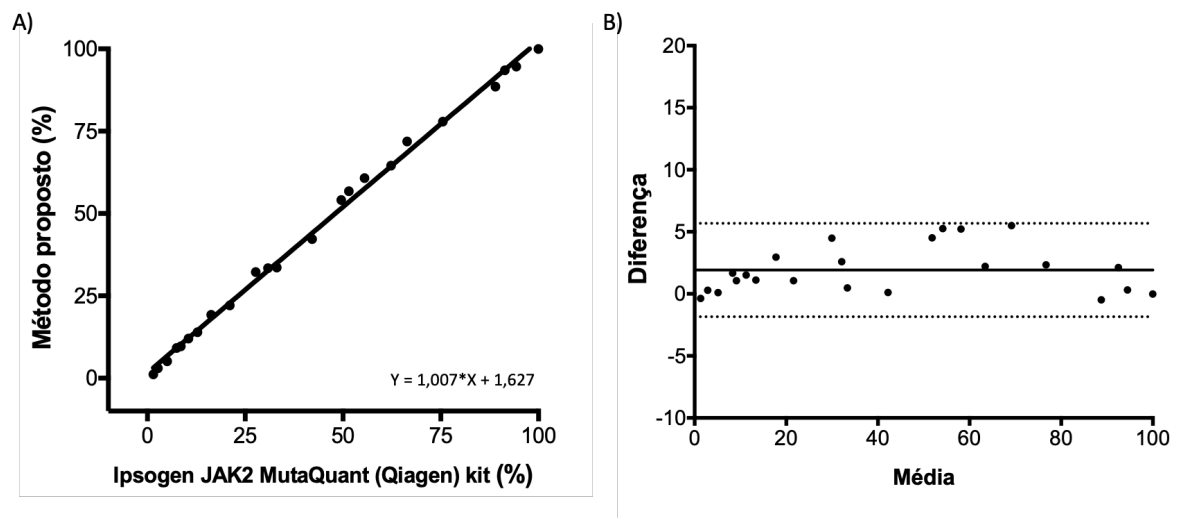 A)
Método proposto (%)
100
75
50
25
0
Y = 1,007*X + 1,627
0 25 50 75 100
Ipsogen JAK2 MutaQuant (Qiagen) kit (%)
B)
Diferença
20
15
10
5
0
-5
-10
0 20 40 60 80 100
Média